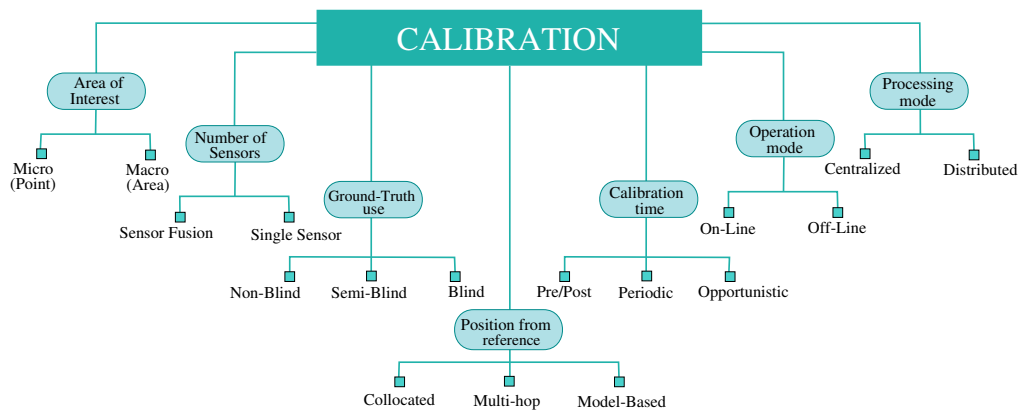 CALIBRATION
Area of
Interest
Micro
(Point)
Macro
(Area)
Number of
Sensors
Sensor Fusion
Single Sensor
Ground-Truth
use
Non-Blind
Semi-Blind
Blind
Position from
reference
Collocated
Multi-hop
Model-Based
Calibration
time
Pre/Post
Periodic
Opportunistic
Operation
mode
On-Line
Off-Line
Processing
mode
Centralized
Distributed